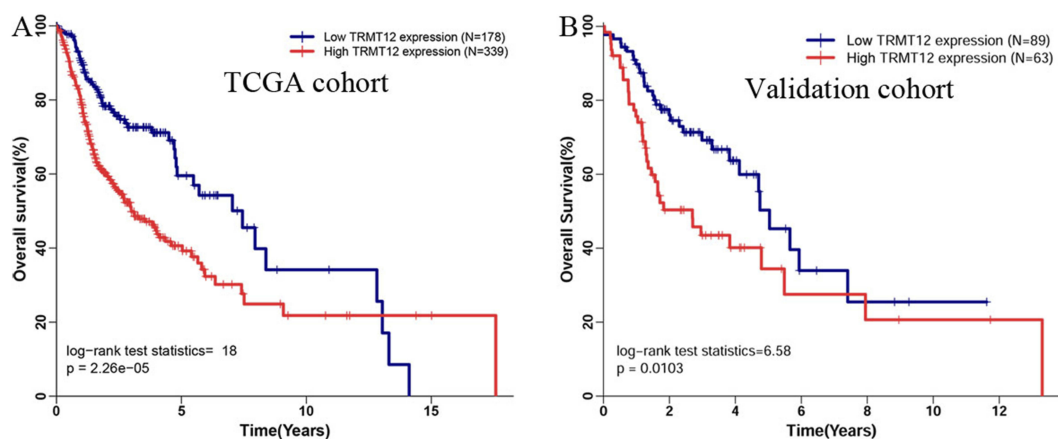 A
Low TRMT12 expression (N=178)
High TRMT12 expression (N=339)
TCGA cohort
Overall Survival(%)
100
80
60
40
20
0
log-rank test statistics= 18
p = 2.26e-05
0
5
10
15
Time(Years)
B
Low TRMT12 expression (N=89)
High TRMT12 expression (N=63)
Validation cohort
Overall Survival(%)
100
80
60
40
20
0
log-rank test statistics=6.58
p = 0.0103
0
2
4
6
8
10
12
Time(Years)